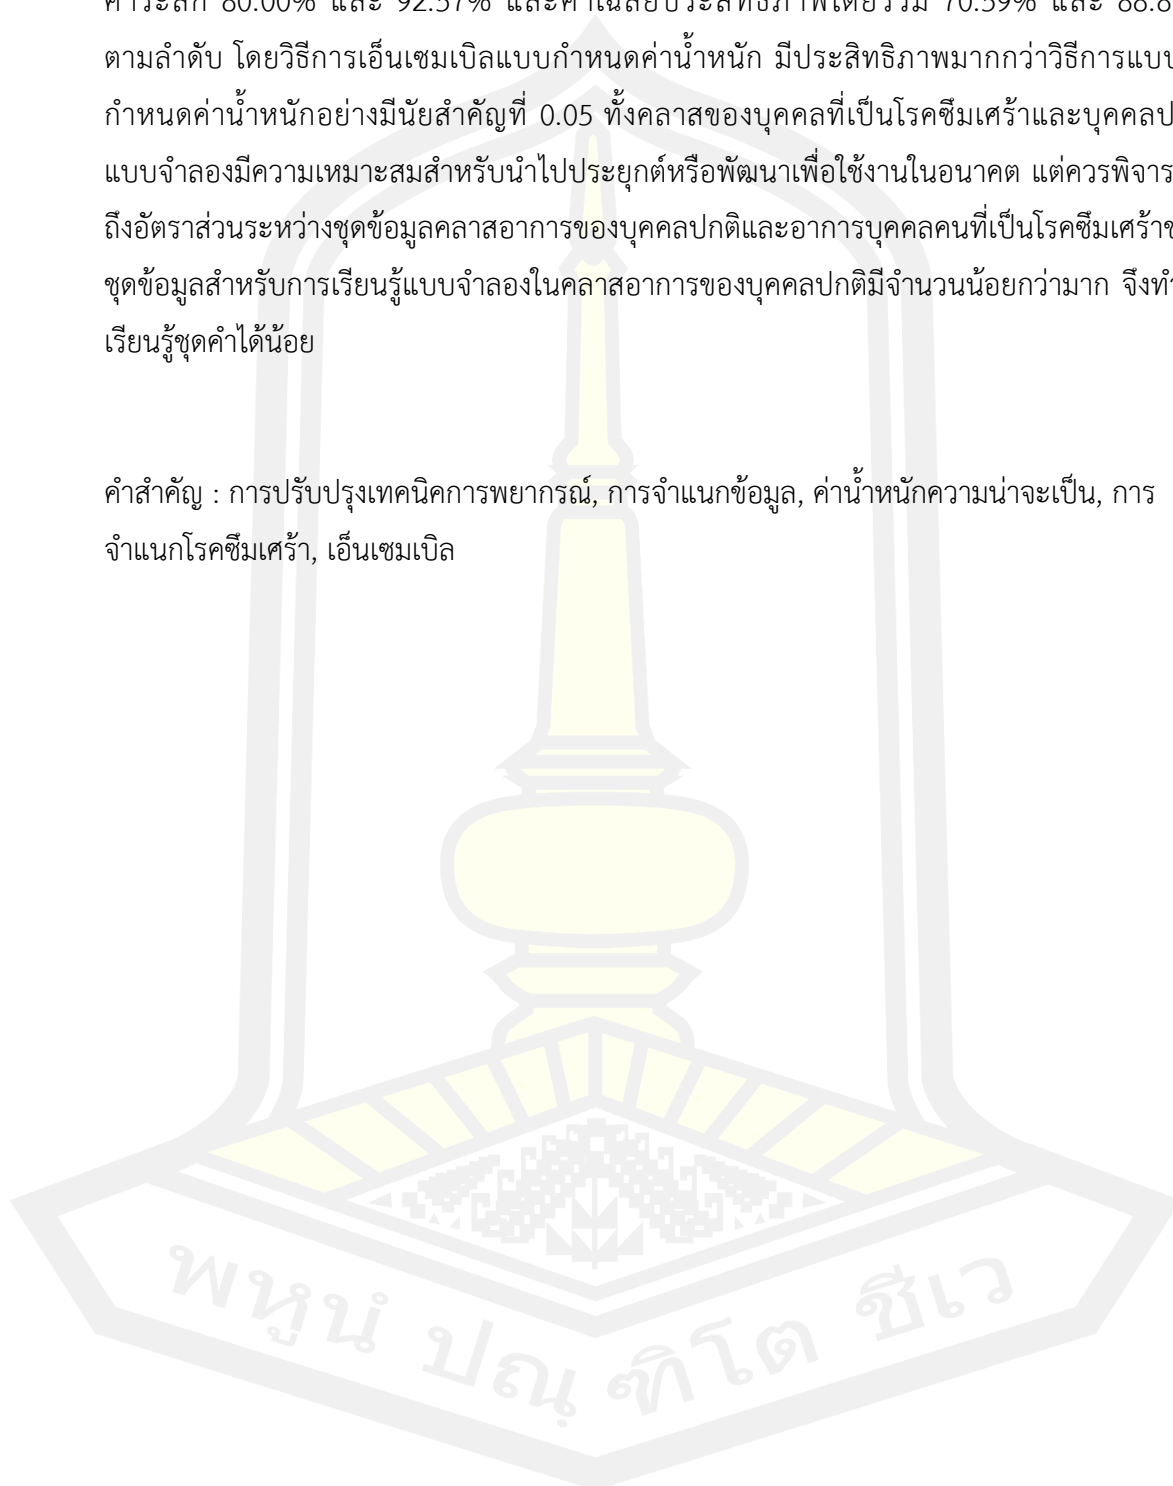 ค่าระลึก 80.00% และ 92.57% และค่าเฉลี่ยประสิทธิภาพโดยรวม 70.59% และ 88.8
ตามลำดับ โดยวิธีการเอ็นเซมเบิลแบบกำหนดค่าน้ำหนัก มีประสิทธิภาพมากกว่าวิธีการแบบ
กำหนดค่าน้ำหนักอย่างมีนัยสำคัญที่ 0.05 ทั้งคลาสของบุคคลที่เป็นโรคซึมเศร้าและบุคคลป
แบบจำลองมีความเหมาะสมสำหรับนำไปประยุกต์หรือพัฒนาเพื่อใช้งานในอนาคต แต่ควรพิจาร
ถึงอัตราส่วนระหว่างชุดข้อมูลคลาสอาการของบุคคลปกติและอาการบุคคลคนที่เป็นโรคซึมเศร้าข
ชุดข้อมูลสำหรับการเรียนรู้แบบจำลองในคลาสอาการของบุคคลปกติมีจำนวนน้อยกว่ามาก จึงทำ
เรียนรู้ชุดคำได้น้อย
คำสำคัญ : การปรับปรุงเทคนิคการพยากรณ์, การจำแนกข้อมูล, ค่าน้ำหนักความน่าจะเป็น, การ
จำแนกโรคซึมเศร้า, เอ็นเซมเบิล
พหูนํ ปณฺฑิโต ชีเว